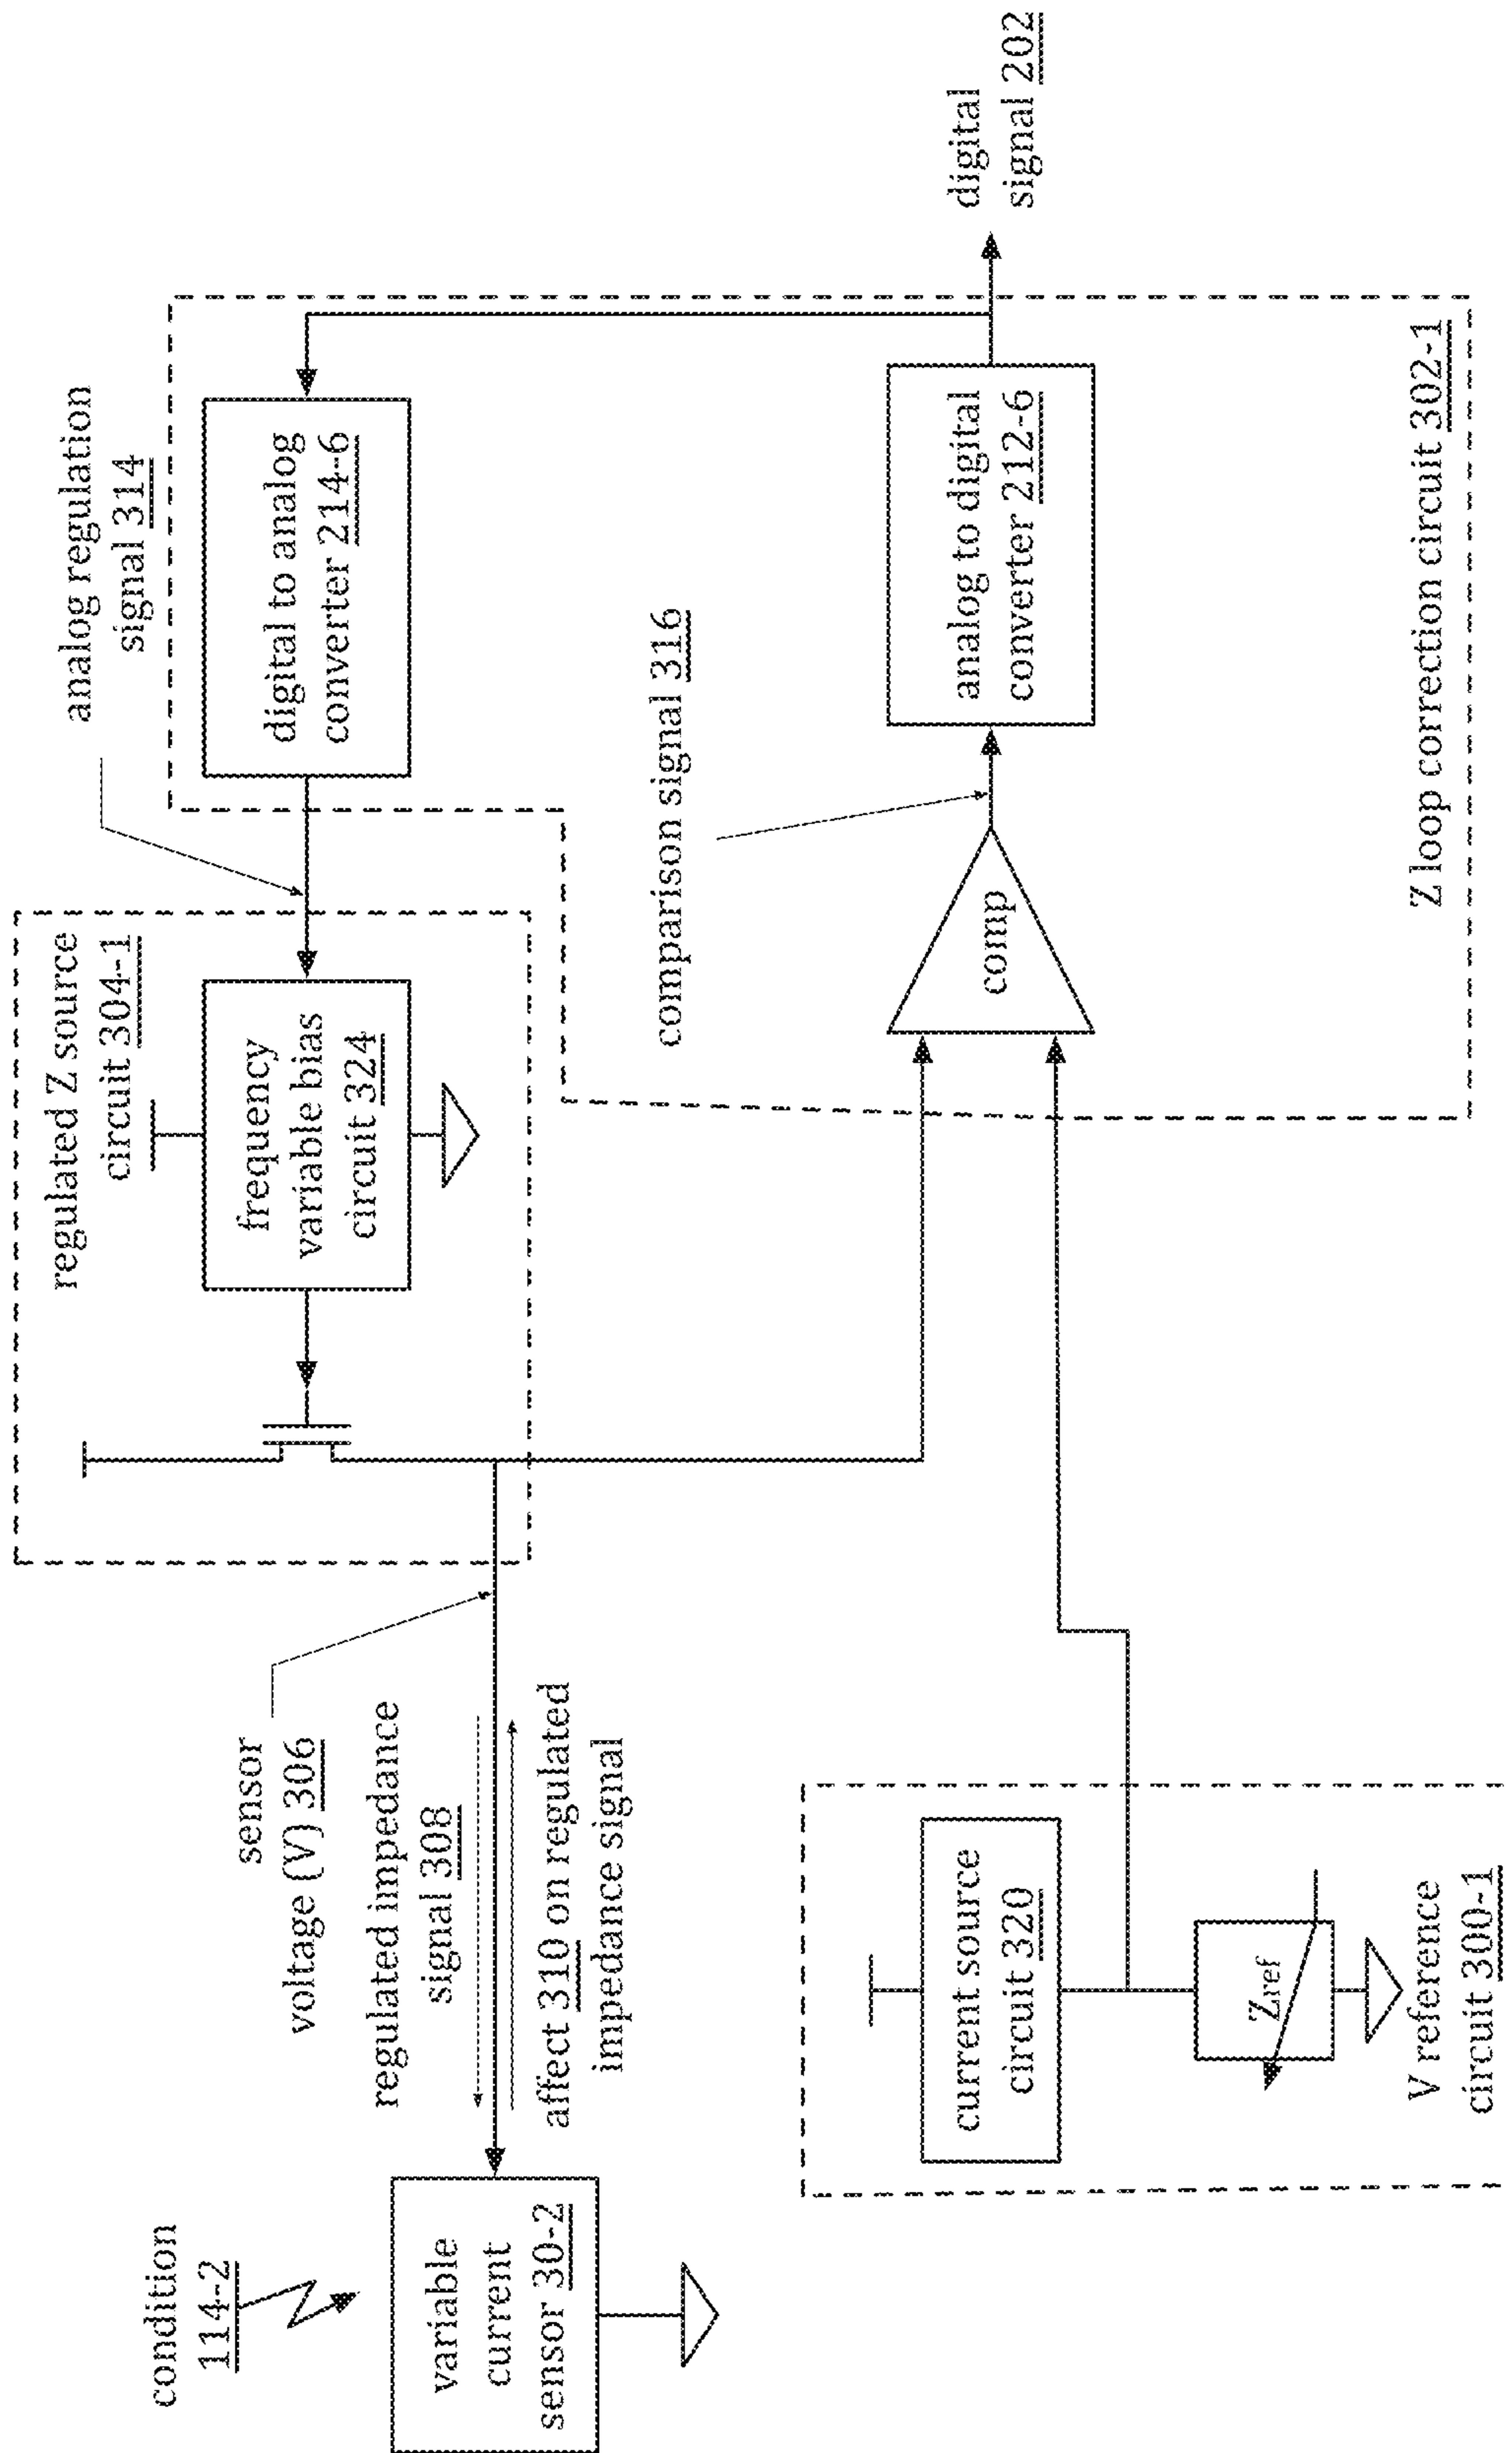 condition
114-2
variable
current
sensor 30-2
sensor
voltage (V) 306
regulated impedance
signal 308
affect 310 on regulated
impedance signal
regulated Z source
circuit 304-1
frequency
variable bias
circuit 324
analog regulation
signal 314
digital to analog
converter 214-6
comparison signal 316
comp
analog to digital
converter 212-6
digital
signal 202
Z loop correction circuit 302-1
current source
circuit 320
Zref
V reference
circuit 300-1